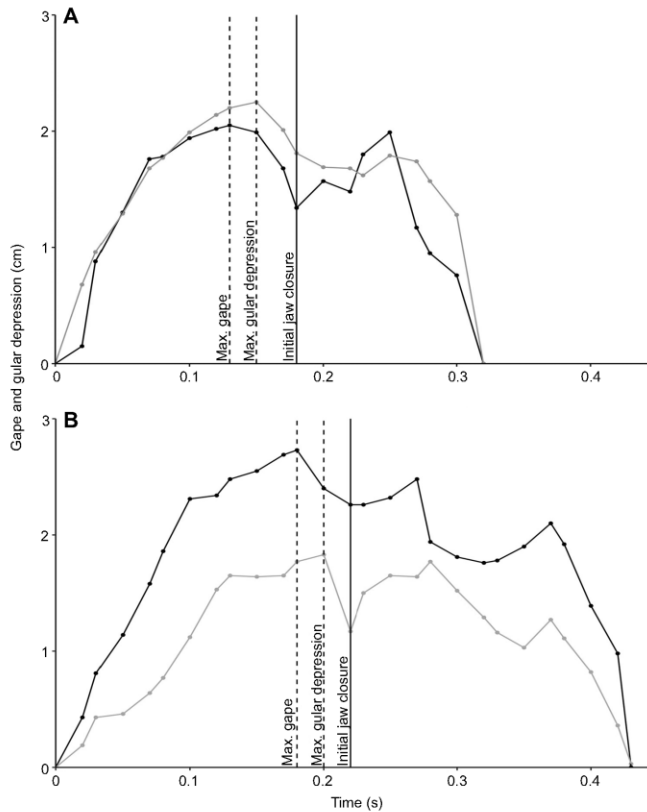 A
3
2
1
0
Max. gape
Max. gular depression
Initial jaw closure
0
0.1
0.2
0.3
0.4
Gape and gular depression (cm)
B
3
2
1
0
Max. gape
Max. gular depression
Initial jaw closure
0
0.1
0.2
0.3
0.4
Time (s)